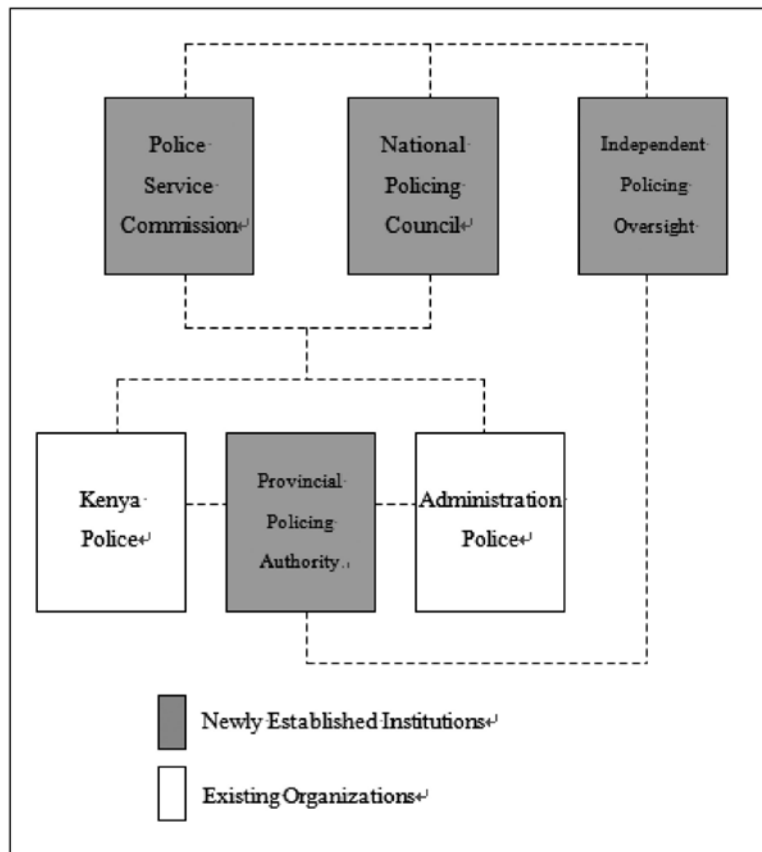 Police
Service
Commission
National
Policing
Council
Independent
Policing
Oversight
Kenya
Police
Provincial
Policing
Authority.
Administration
Police
Newly Established Institutions
Existing Organizations